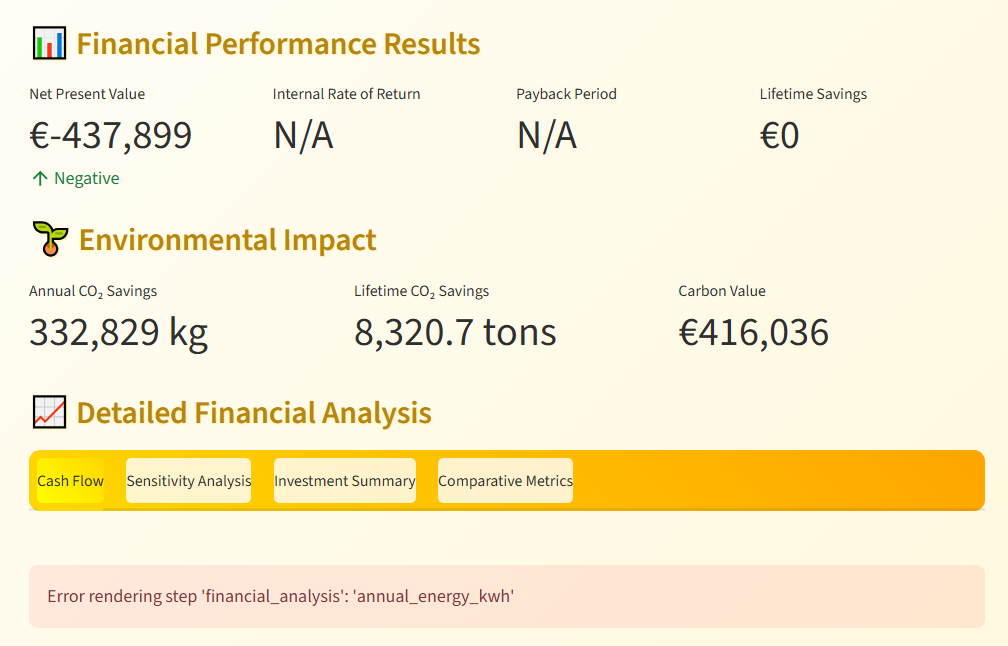 Financial Performance Results
Net Present Value Internal Rate of Return Payback Period Lifetime Savings
€-437,899 N/A N/A €0
↑ Negative
Environmental Impact
Annual CO₂ Savings Lifetime CO₂ Savings Carbon Value
332,829 kg 8,320.7 tons €416,036
Detailed Financial Analysis
Cash Flow Sensitivity Analysis Investment Summary Comparative Metrics
Error rendering step 'financial_analysis': 'annual_energy_kwh'